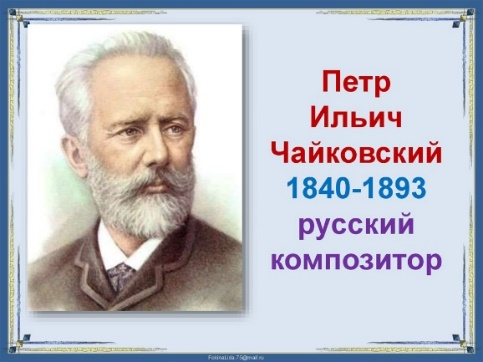 Петр
Ильич
Чайковский
1840-1893
русский
композитор